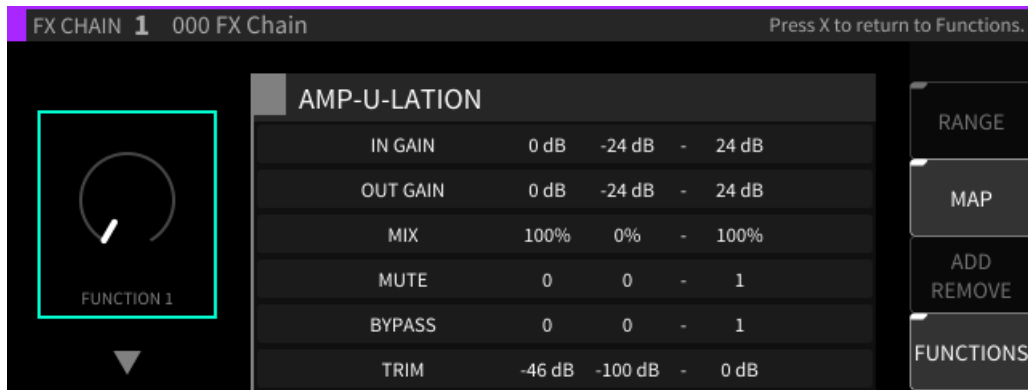 FX CHAIN 1 000 FX Chain Press X to return to Functions.
AMP-U-LATION
IN GAIN 0 dB -24 dB - 24 dB
OUT GAIN 0 dB -24 dB - 24 dB
MIX 100% 0% - 100%
MUTE 0 0 - 1
BYPASS 0 0 - 1
TRIM -46 dB -100 dB - 0 dB
FUNCTION 1
RANGE
MAP
ADD
REMOVE
FUNCTIONS